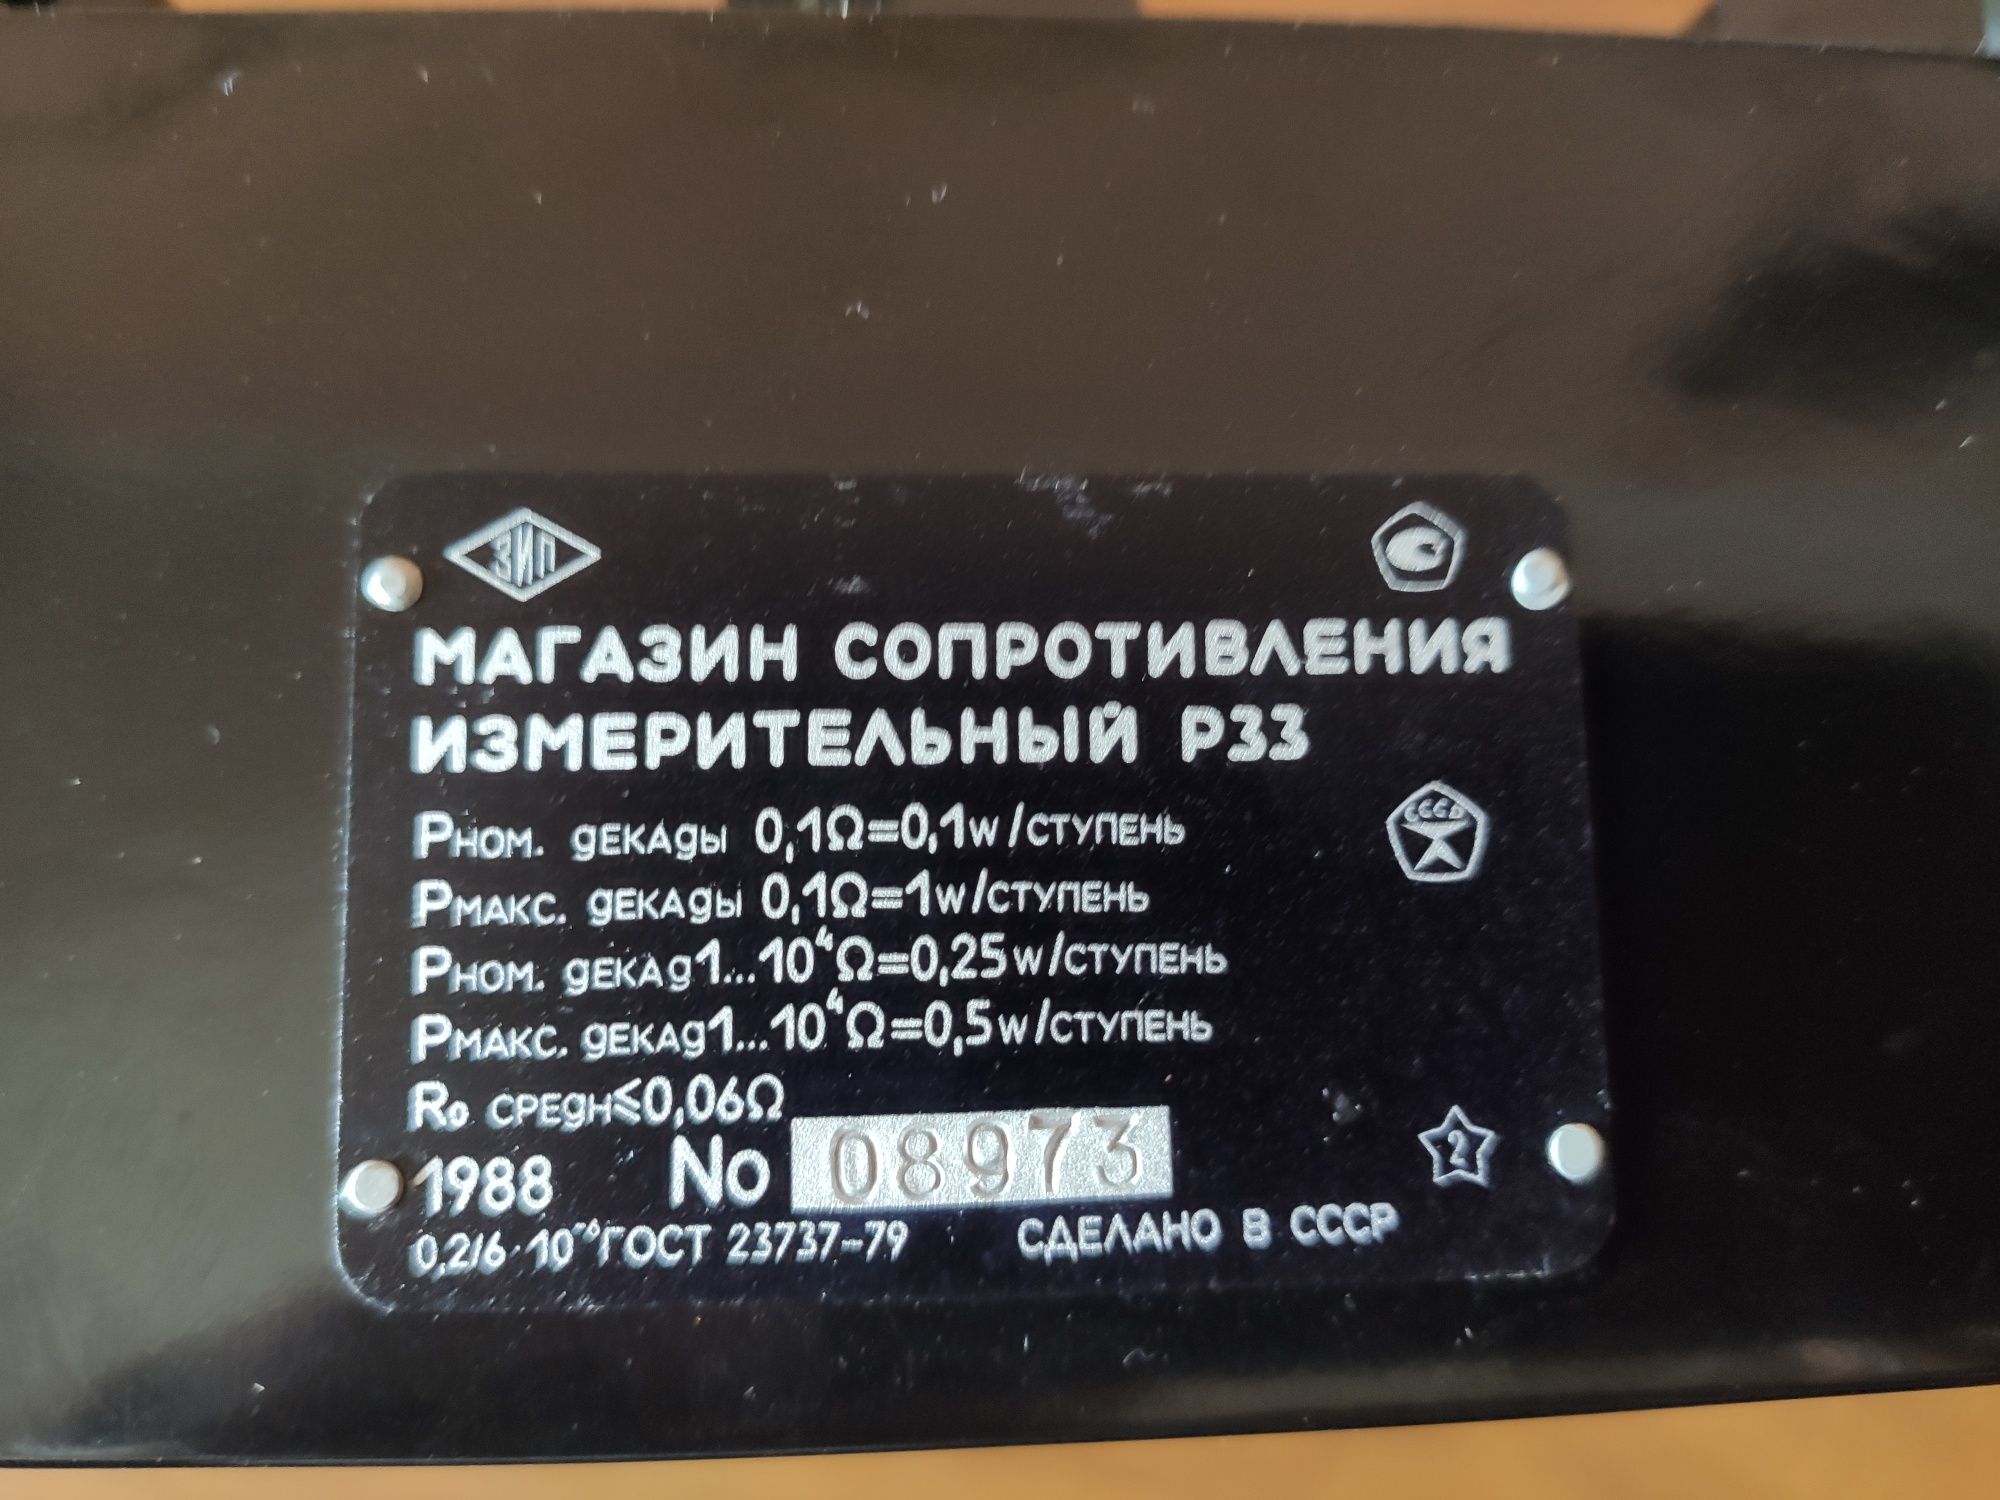 ЗИП
МАГАЗИН СОПРОТИВЛЕНИЯ
ИЗМЕРИТЕЛЬНЫЙ Р33
Рном. декады 0,1Ω=0,1w/ступень
Рмакс. декады 0,1Ω=1w/ступень
Рном. декад1...10⁴Ω=0,25w/ступень
Рмакс. декад1...10⁴Ω=0,5w/ступень
R₀ средн≤0,06Ω
СССР
1988 No 08973
2
0,2/6·10⁻⁶ГОСТ 23737-79 СДЕЛАНО В СССР